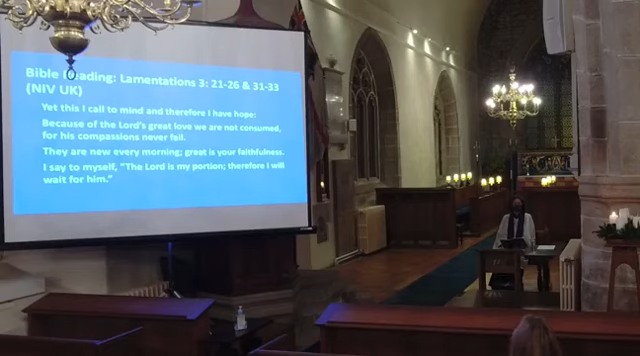 Bible Reading: Lamentations 3: 21-26 & 31-33
(NIV UK)
Yet this I call to mind and therefore I have hope:
Because of the Lord's great love we are not consumed,
for his compassions never fail.
They are new every morning; great is your faithfulness.
I say to myself, "The Lord is my portion; therefore I will
wait for him."